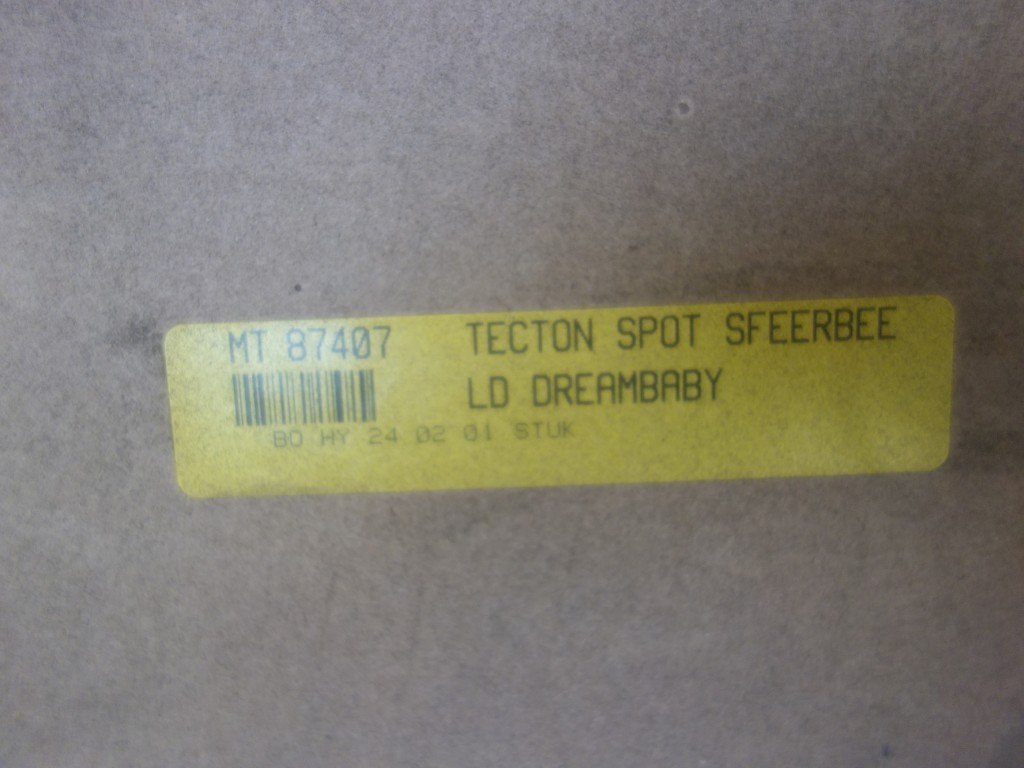 MT 87407 TECTON SPOT SFEERBEE
LD DREAMBABY
BO HY 24 02 01 STUK